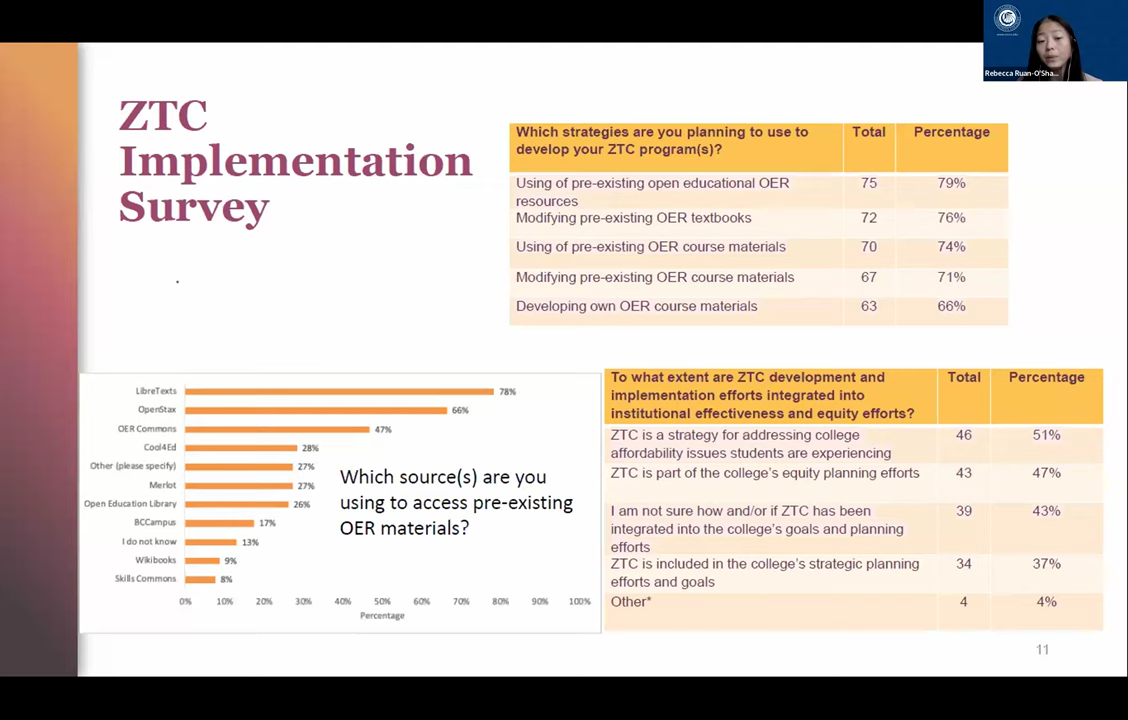 Rebecca Ruan-O'Sha...
ZTC
Implementation
Survey
Which strategies are you planning to use to develop your ZTC program(s)? Total Percentage
Using of pre-existing open educational OER resources 75 79%
Modifying pre-existing OER textbooks 72 76%
Using of pre-existing OER course materials 70 74%
Modifying pre-existing OER course materials 67 71%
Developing own OER course materials 63 66%
LibreTexts 78%
OpenStax 66%
OER Commons 47%
Cool4Ed 28%
Other (please specify) 27%
Merlot 27%
Open Education Library 26%
BCCampus 17%
I do not know 13%
Wikibooks 9%
Skills Commons 8%
0% 10% 20% 30% 40% 50% 60% 70% 80% 90% 100%
Percentage
Which source(s) are you
using to access pre-existing
OER materials?
To what extent are ZTC development and implementation efforts integrated into institutional effectiveness and equity efforts? Total Percentage
ZTC is a strategy for addressing college affordability issues students are experiencing 46 51%
ZTC is part of the college's equity planning efforts 43 47%
I am not sure how and/or if ZTC has been integrated into the college's goals and planning efforts 39 43%
ZTC is included in the college's strategic planning efforts and goals 34 37%
Other* 4 4%
11